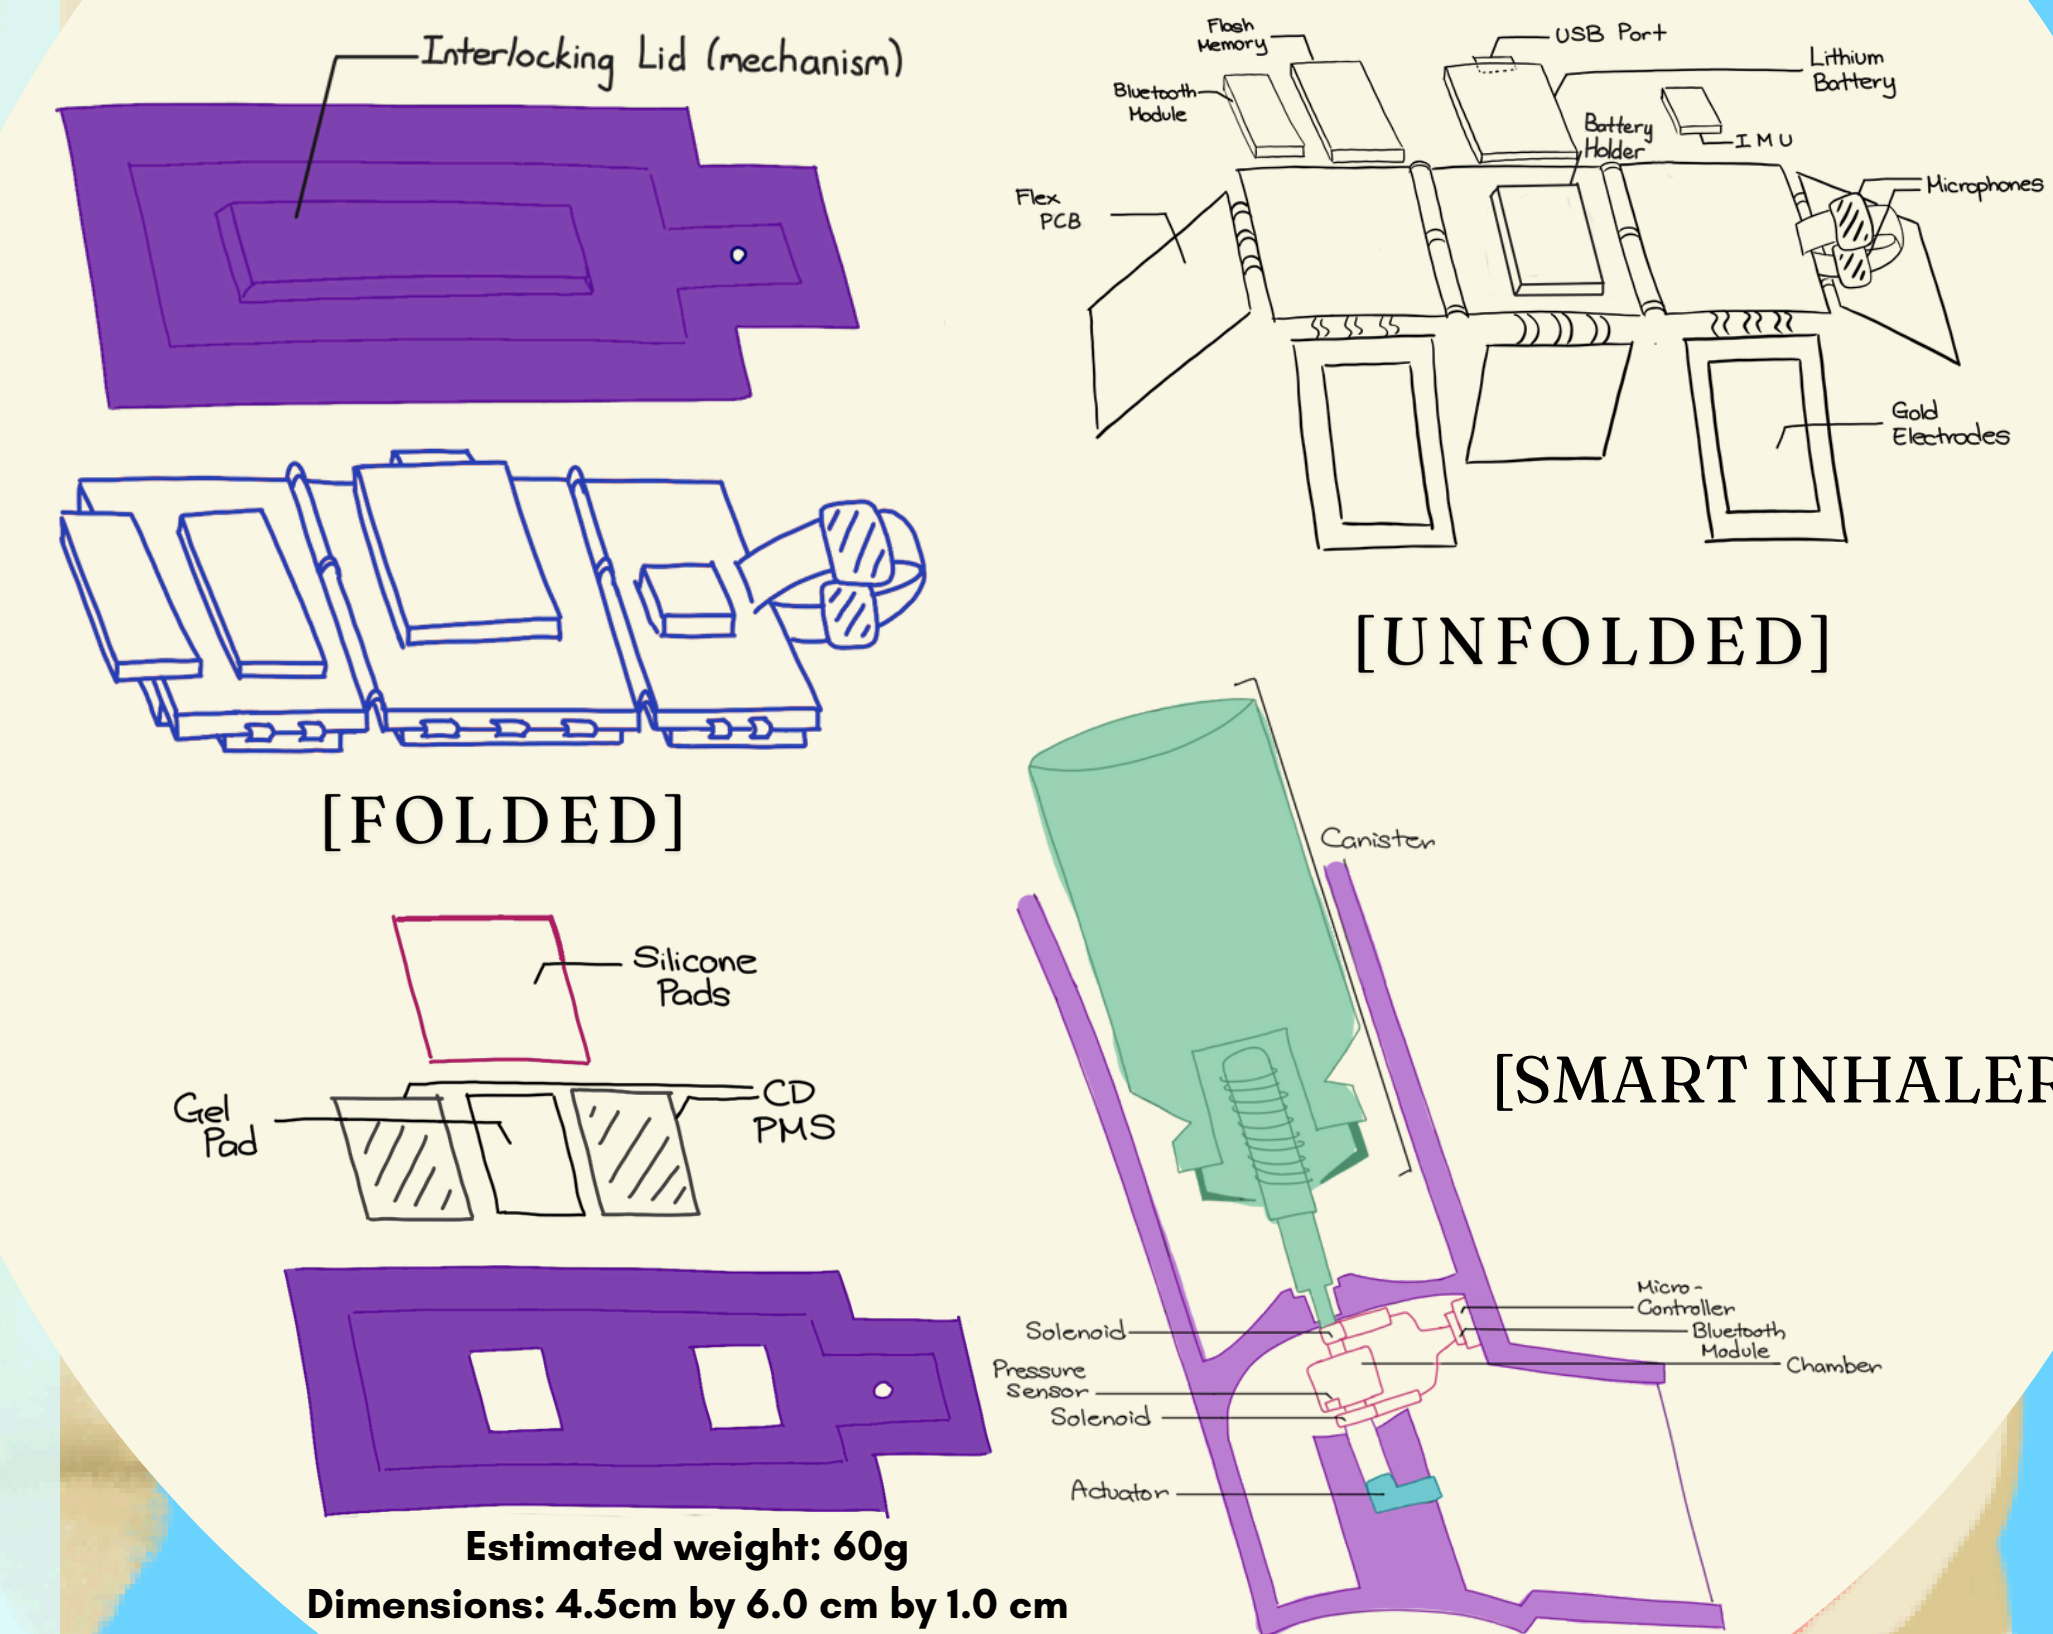 Interlocking Lid (mechanism)
[FOLDED]
Silicone
Pads
Gel
Pad
CD
PMS
Estimated weight: 60g
Dimensions: 4.5cm by 6.0 cm by 1.0 cm
Flash
Memory
USB Port
Lithium
Battery
Bluetooth
Module
Battery
Holder
IMU
Flex
PCB
Microphones
Gold
Electrodes
[UNFOLDED]
Canister
[SMART INHALER
Micro-
Controller
Solenoid
Bluetooth
Module
Chamber
Pressure
Sensor
Solenoid
Actuator